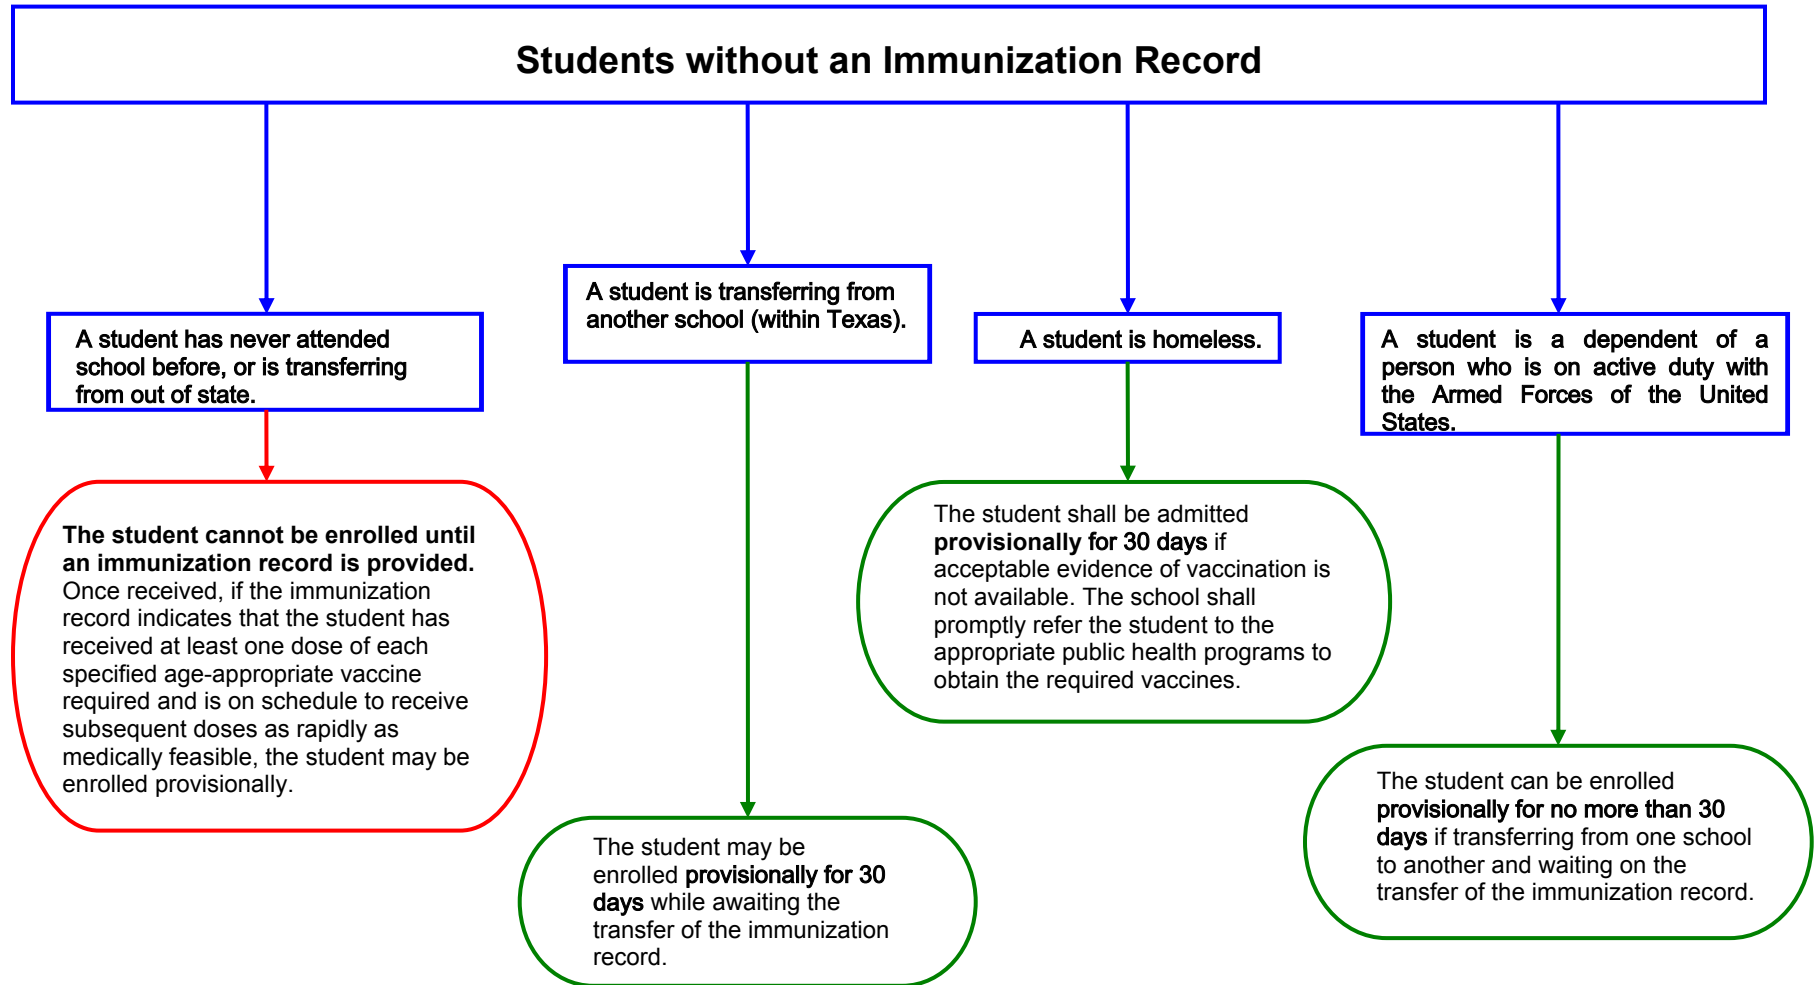 Students without an Immunization Record
A student has never attended
school before, or is transferring
from out of state.
The student cannot be enrolled until
an immunization record is provided.
Once received, if the immunization
record indicates that the student has
received at least one dose of each
specified age-appropriate vaccine
required and is on schedule to receive
subsequent doses as rapidly as
medically feasible, the student may be
enrolled provisionally.
A student is transferring from
another school (within Texas).
The student may be
enrolled provisionally for 30
days while awaiting the
transfer of the immunization
record.
A student is homeless.
The student shall be admitted
provisionally for 30 days if
acceptable evidence of vaccination is
not available. The school shall
promptly refer the student to the
appropriate public health programs to
obtain the required vaccines.
A student is a dependent of a
person who is on active duty with
the Armed Forces of the United
States.
The student can be enrolled
provisionally for no more than 30
days if transferring from one school
to another and waiting on the
transfer of the immunization record.